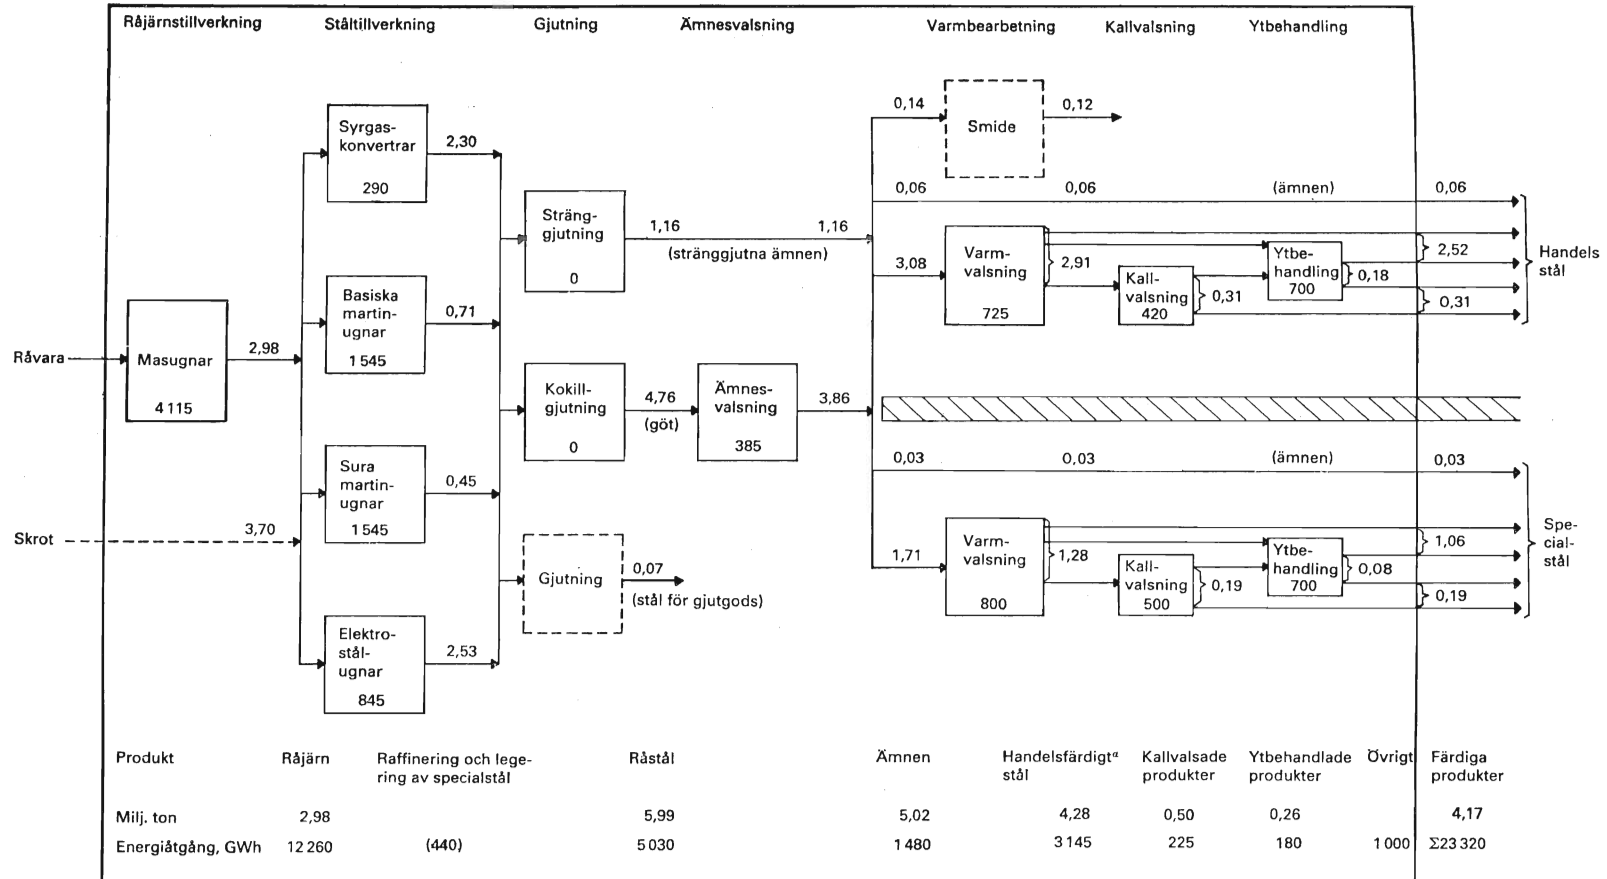 Råjärnstillverkning Ståltillverkning Gjutning Ämnesvalsning Varmbearbetning Kallvalsning Ytbehandling
Syrgas-
konvertrar
290
2,30
Basiska
martin-
ugnar
1 545
0,71
Råvara
Masugnar
4 115
2,98
Sura
martin-
ugnar
1 545
0,45
Skrot
3,70
Elektro-
stål-
ugnar
845
2,53
Sträng-
gjutning
0
1,16
(stränggjutna ämnen)
1,16
Kokill-
gjutning
0
4,76
(göt)
Ämnes-
valsning
385
3,86
Gjutning
0,07
(stål för gjutgods)
0,14
Smide
0,12
0,06 0,06 (ämnen) 0,06
3,08
Varm-
valsning
725
2,91
Kall-
valsning
420
0,31
Ytbe-
handling
700
0,18
2,52
0,31
Handels
stål
0,03 0,03 (ämnen) 0,03
1,71
Varm-
valsning
800
1,28
Kall-
valsning
500
0,19
Ytbe-
handling
700
0,08
1,06
0,19
Spe-
cial-
stål
Produkt Råjärn Raffinering och lege- Råstål Ämnen Handelsfärdigtᵃ Kallvalsade Ytbehandlade Övrigt Färdiga
ring av specialstål stål produkter produkter produkter
Milj. ton 2,98 5,99 5,02 4,28 0,50 0,26 4,17
Energiåtgång, GWh 12 260 (440) 5 030 1 480 3 145 225 180 1 000 Σ23 320